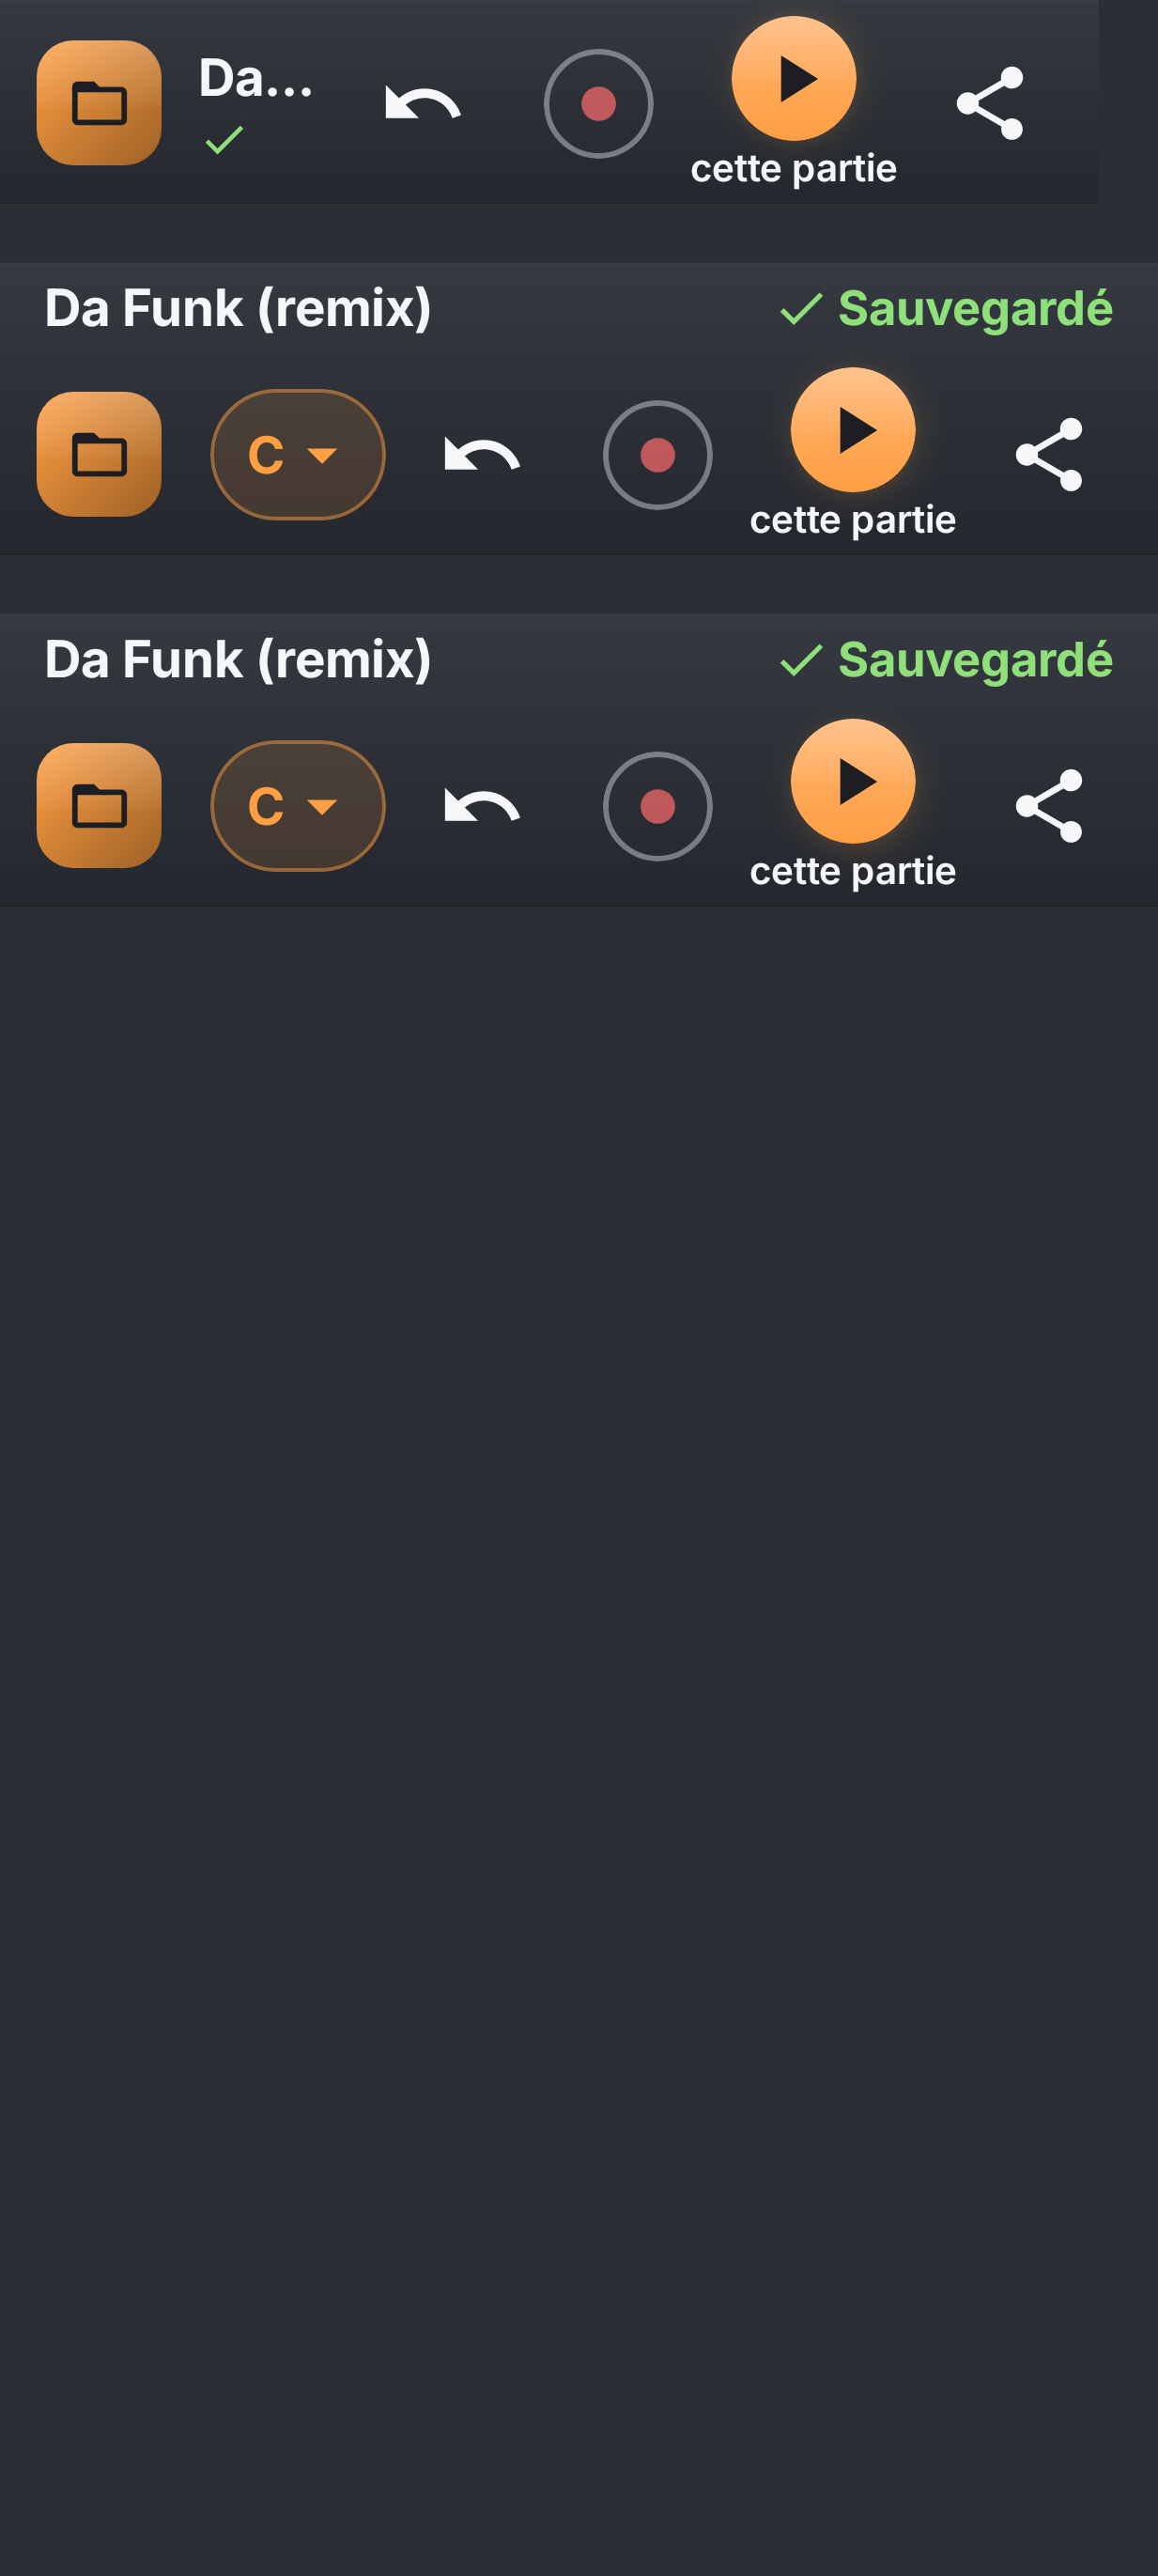 Da...
cette partie
Da Funk (remix)
Sauvegardé
C
cette partie
Da Funk (remix)
Sauvegardé
C
cette partie